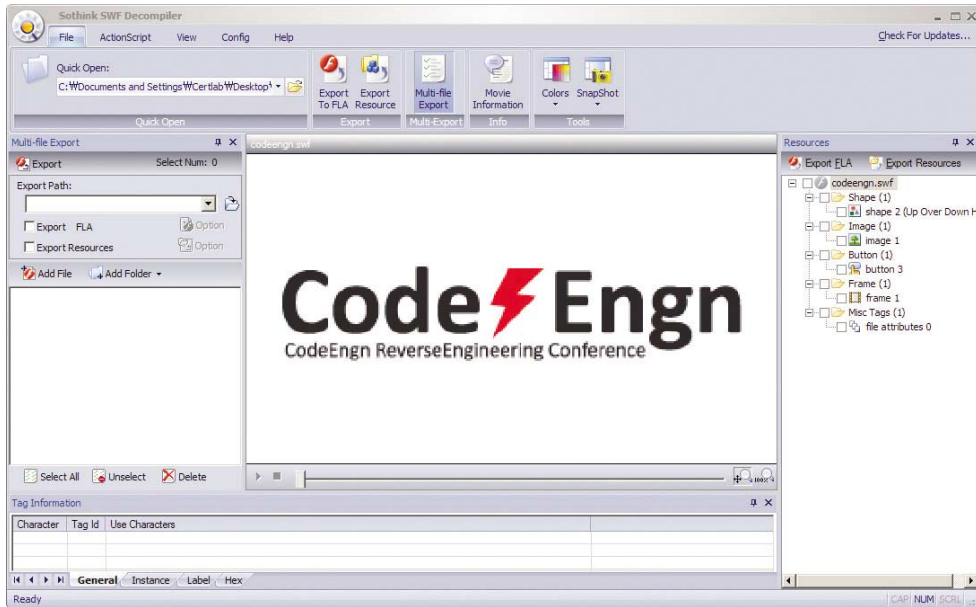 Sothink SWF Decompiler
File ActionScript View Config Help
Check For Updates...
Quick Open:
C:₩Documents and Settings₩Certlab₩Desktop₩
Export To FLA
Export Resource
Multi-file Export
Movie Information
Colors
SnapShot
Quick Open
Export
Multi-Export
Info
Tools
Multi-file Export
Export
Select Num: 0
Export Path:
Export FLA
Option
Export Resources
Option
Add File
Add Folder
Select All
Unselect
Delete
codeengn.swf
Code Engn
CodeEngn ReverseEngineering Conference
100%
Resources
Export FLA
Export Resources
codeengn.swf
Shape (1)
shape 2 (Up Over Down H
Image (1)
image 1
Button (1)
button 3
Frame (1)
frame 1
Misc Tags (1)
file attributes 0
Tag Information
Character Tag Id Use Characters
General Instance Label Hex
Ready
CAP NUM SCRL